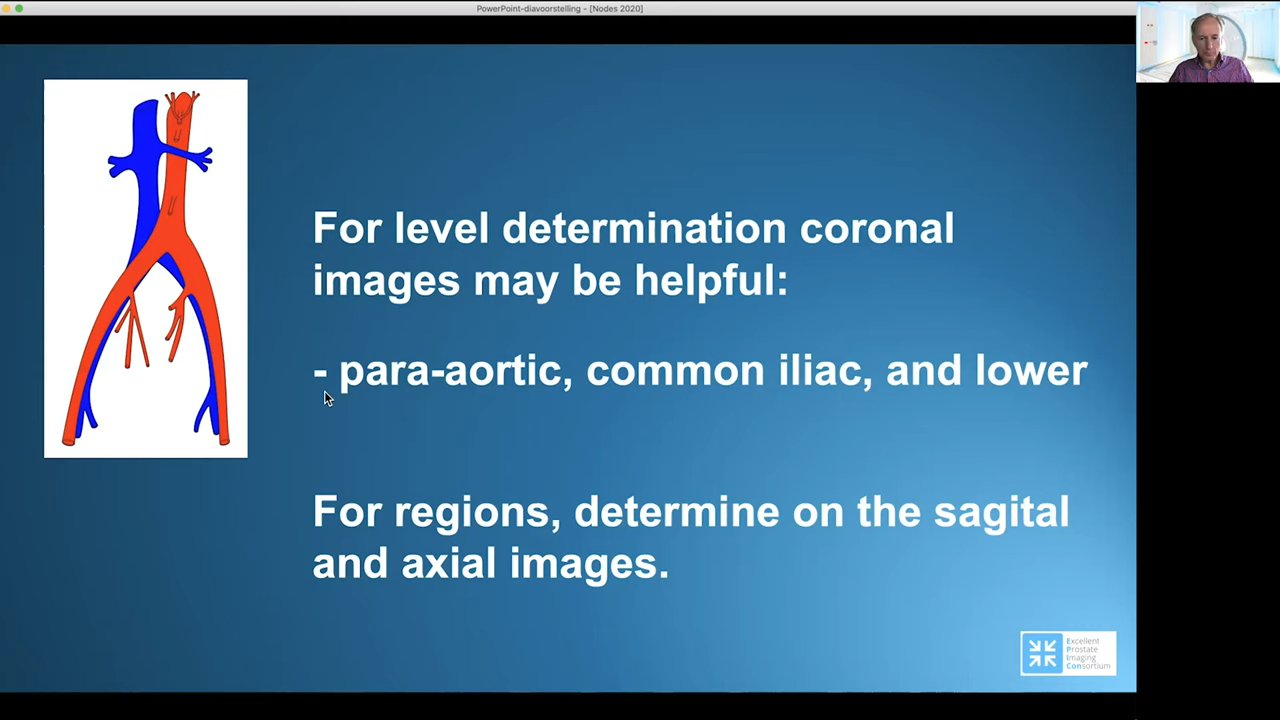 PowerPoint-diavoorstelling - [Nodes 2020]
For level determination coronal
images may be helpful:
- para-aortic, common iliac, and lower
For regions, determine on the sagital
and axial images.
Excellent
Prostate
Imaging
Consortium